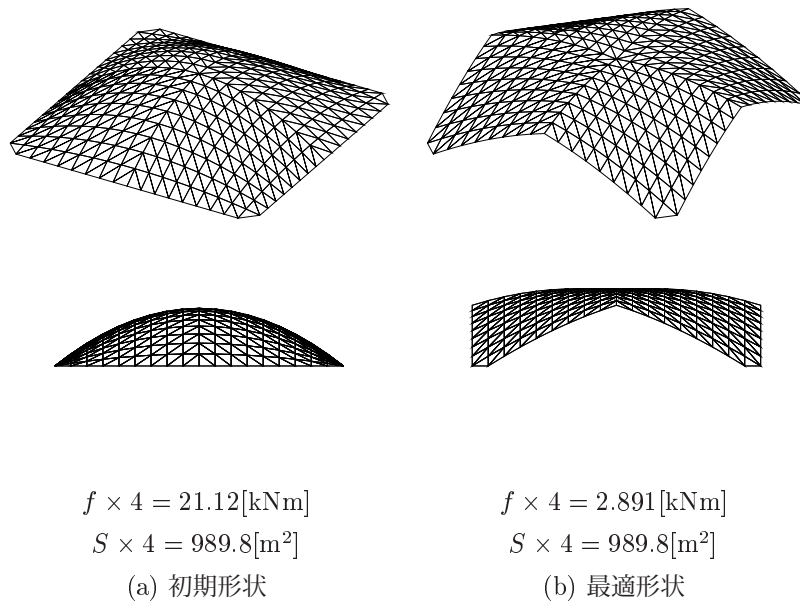 f × 4 = 21.12[kNm]
S × 4 = 989.8[m²]
(a) 初期形状
f × 4 = 2.891[kNm]
S × 4 = 989.8[m²]
(b) 最適形状